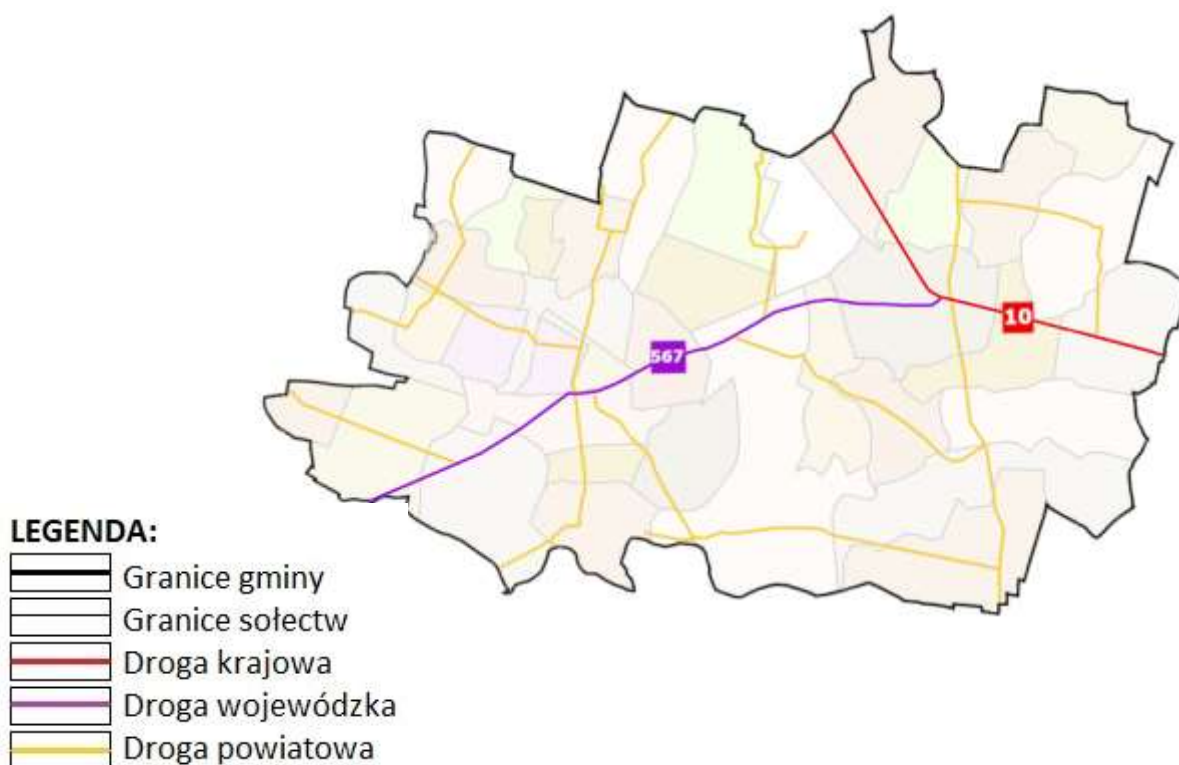 10
567
LEGENDA:
Granice gminy
Granice sołectw
Droga krajowa
Droga wojewódzka
Droga powiatowa